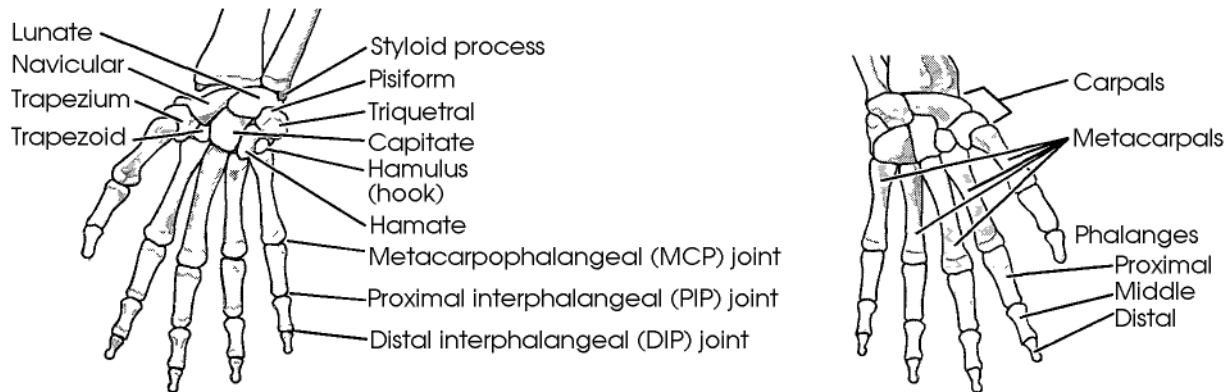 Lunate
Navicular
Trapezium
Trapezoid
Styloid process
Pisiform
Triquetral
Capitate
Hamulus
(hook)
Hamate
Metacarpophalangeal (MCP) joint
Proximal interphalangeal (PIP) joint
Distal interphalangeal (DIP) joint
Carpals
Metacarpals
Phalanges
Proximal
Middle
Distal